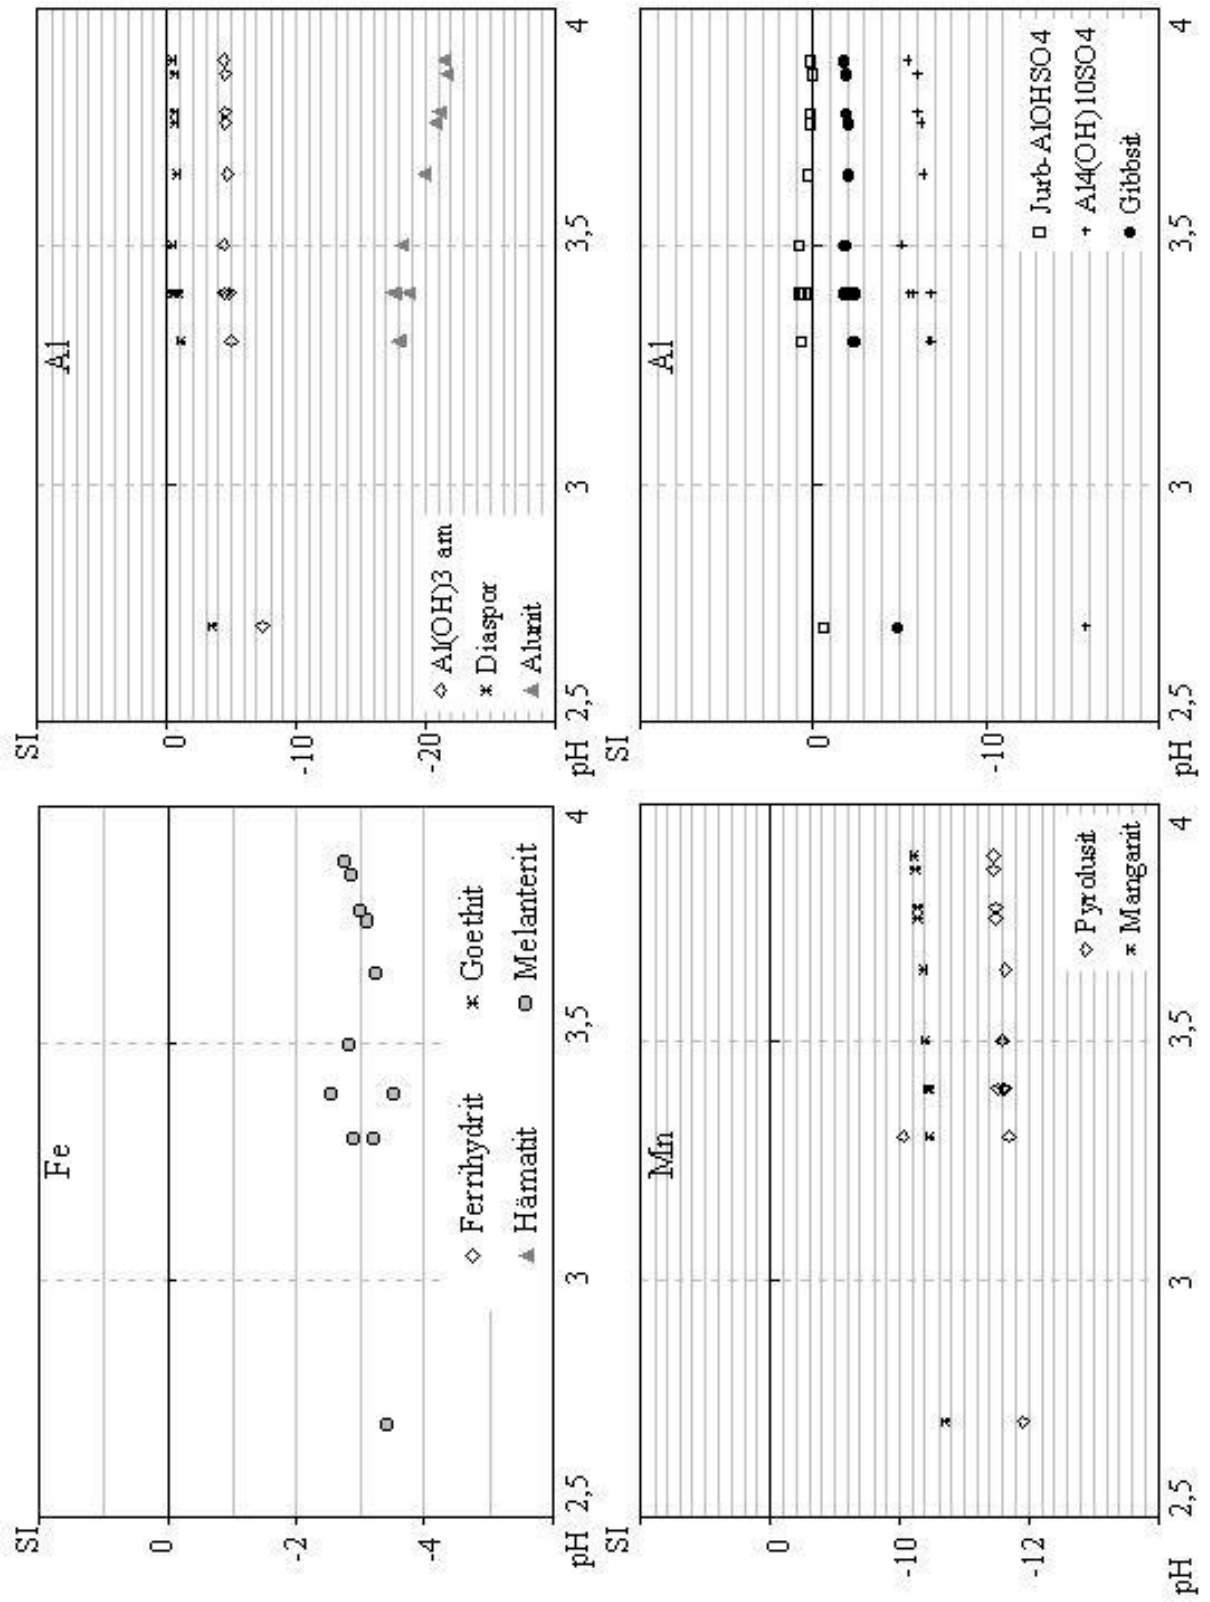 Fe
SI
0
-2
-4
pH
2,5
3
3,5
4
Ferrihydrit
Goethit
Hämatit
Melanterit
Al
SI
0
-10
-20
pH
2,5
3
3,5
4
Al(OH)3 am
Diaspor
Alunit
Mn
SI
0
-10
-12
pH
2,5
3
3,5
4
Pyrolusit
Manganit
Al
SI
0
-10
pH
2,5
3
3,5
4
Jurb-AlOHSO4
Al4(OH)10SO4
Gibbsit